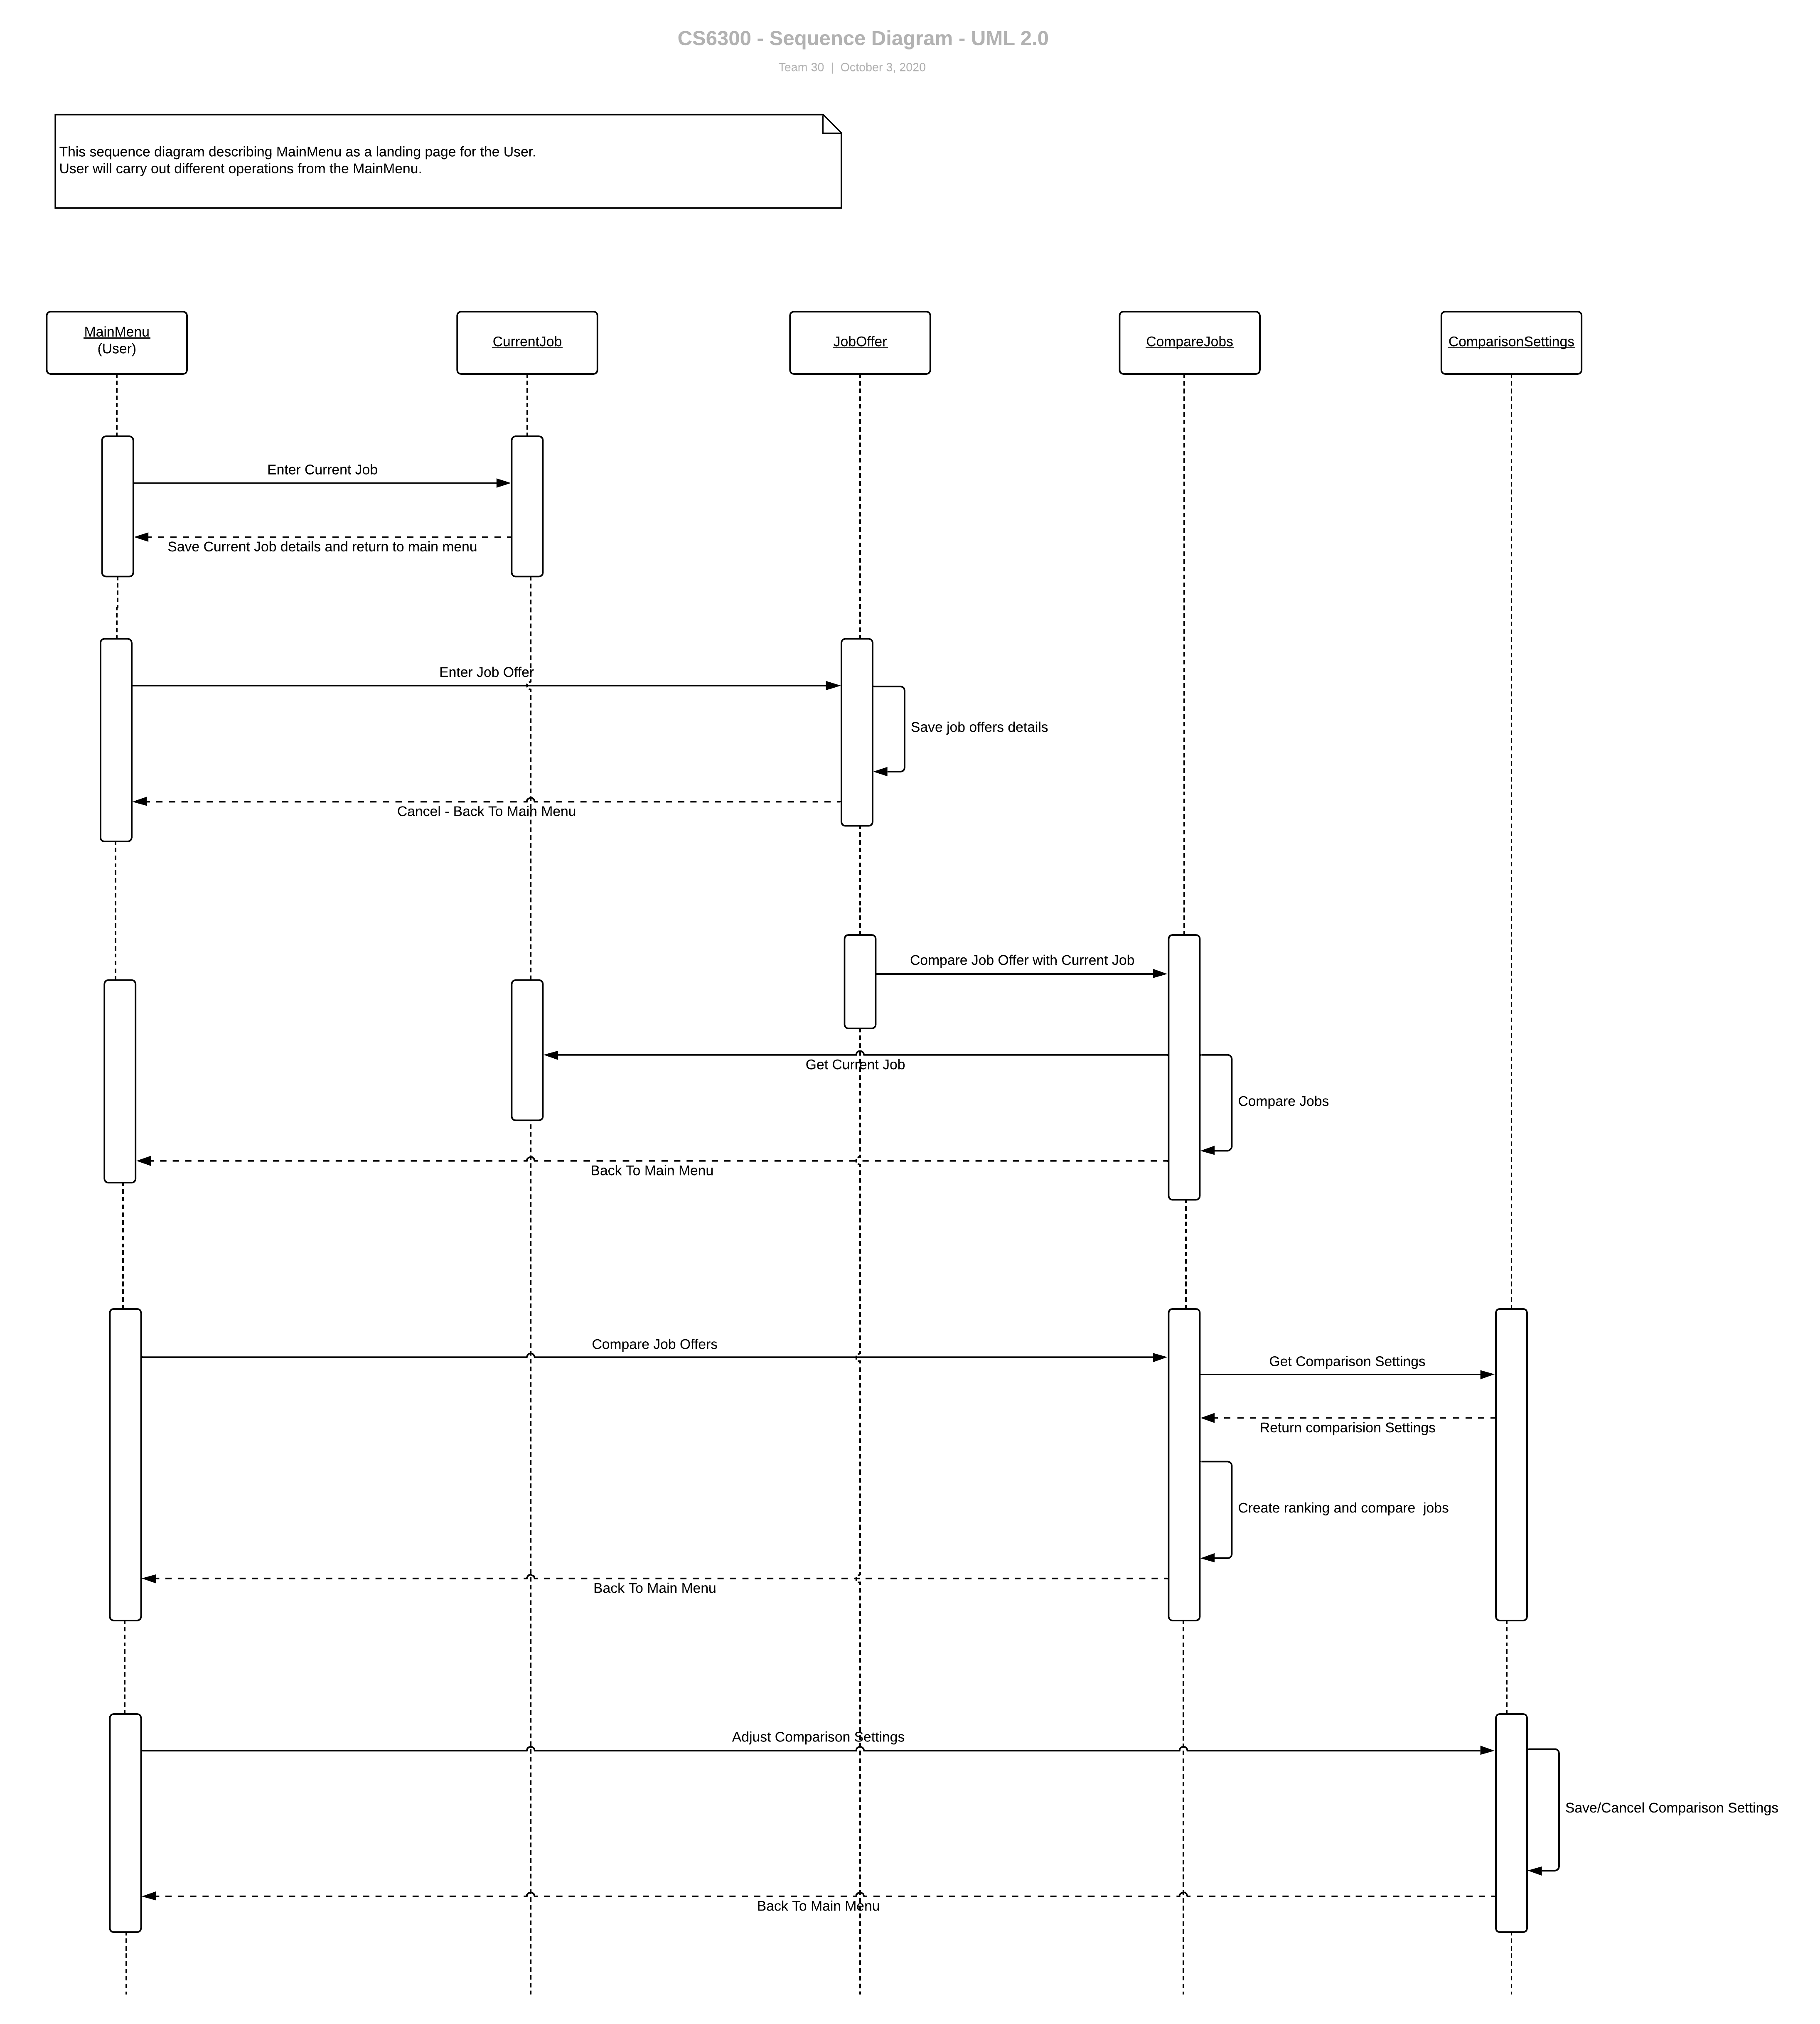 CS6300 - Sequence Diagram - UML 2.0
Team 30 | October 3, 2020
This sequence diagram describing MainMenu as a landing page for the User.
User will carry out different operations from the MainMenu.
MainMenu
(User)
CurrentJob
JobOffer
CompareJobs
ComparisonSettings
Enter Current Job
Save Current Job details and return to main menu
Enter Job Offer
Save job offers details
Cancel - Back To Main Menu
Compare Job Offer with Current Job
Get Current Job
Compare Jobs
Back To Main Menu
Compare Job Offers
Get Comparison Settings
Return comparision Settings
Create ranking and compare  jobs
Back To Main Menu
Adjust Comparison Settings
Save/Cancel Comparison Settings
Back To Main Menu